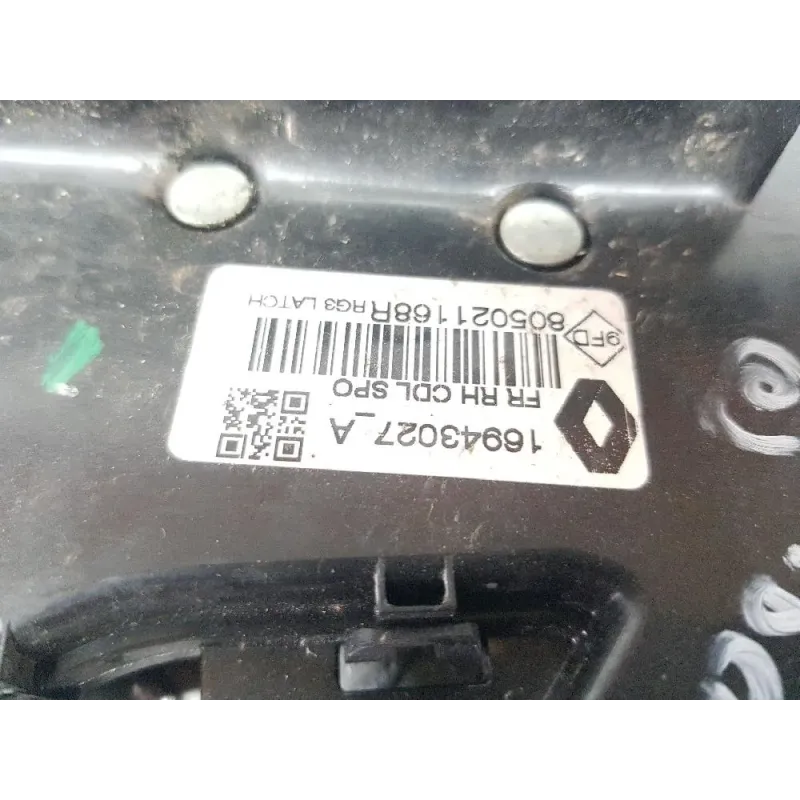 16943027_A
FR RH CDL SPO
805021168R RG3 LATCH
9FD